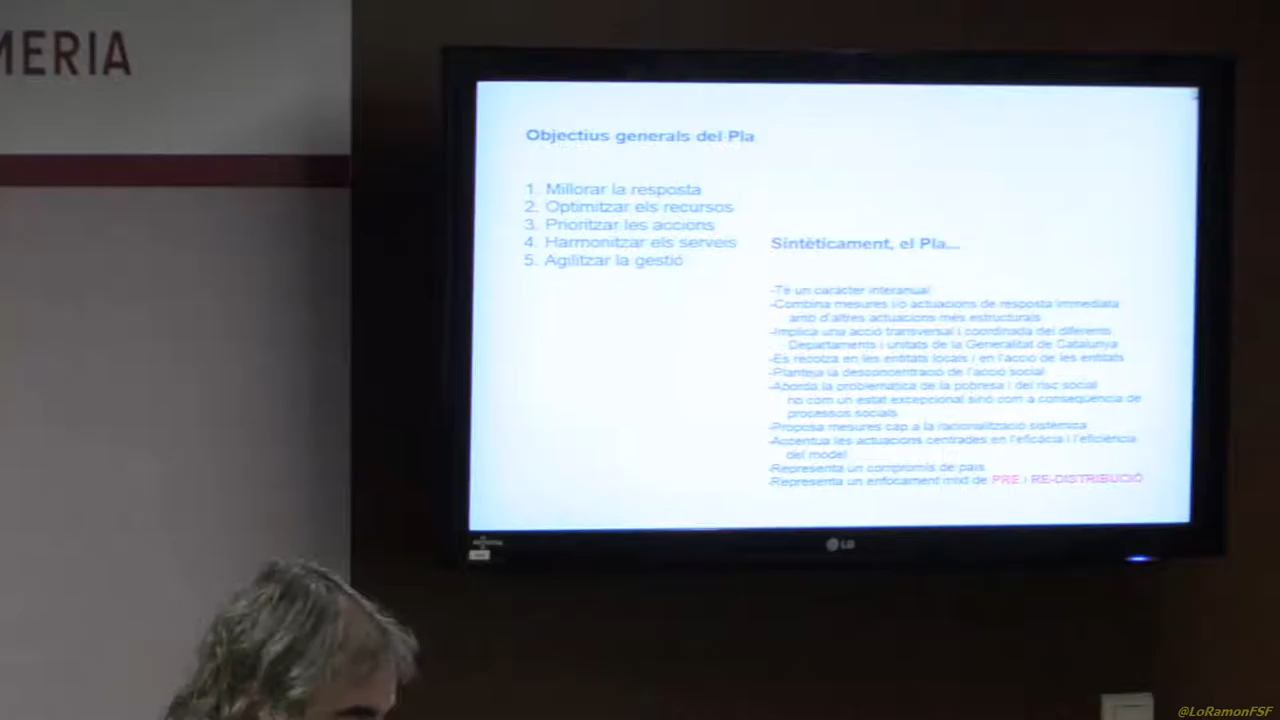 MERIA
Objectius generals del Pla
1. Millorar la resposta
2. Optimitzar els recursos
3. Prioritzar les accions
4. Harmonitzar els serveis
5. Agilitzar la gestió
Sintèticament, el Pla...
-Té un caràcter interanual
-Combina mesures i/o actuacions de resposta immediata
amb d'altres actuacions més estructurals
-Implica una acció transversal i coordinada del diferents
Departaments i unitats de la Generalitat de Catalunya
-Es recolza en les entitats locals i en l'acció de les entitats
-Planteja la desconcentració de l'acció social
-Aborda la problemàtica de la pobresa i del risc social
no com un estat excepcional sinó com a conseqüència de
processos socials
-Proposa mesures cap a la racionalització sistèmica
-Accentua les actuacions centrades en l'eficàcia i l'eficiència
del model
-Representa un compromís de país
-Representa un enfocament mixt de PRE i RE-DISTRIBUCIÓ
LG
@LoRamonFSF